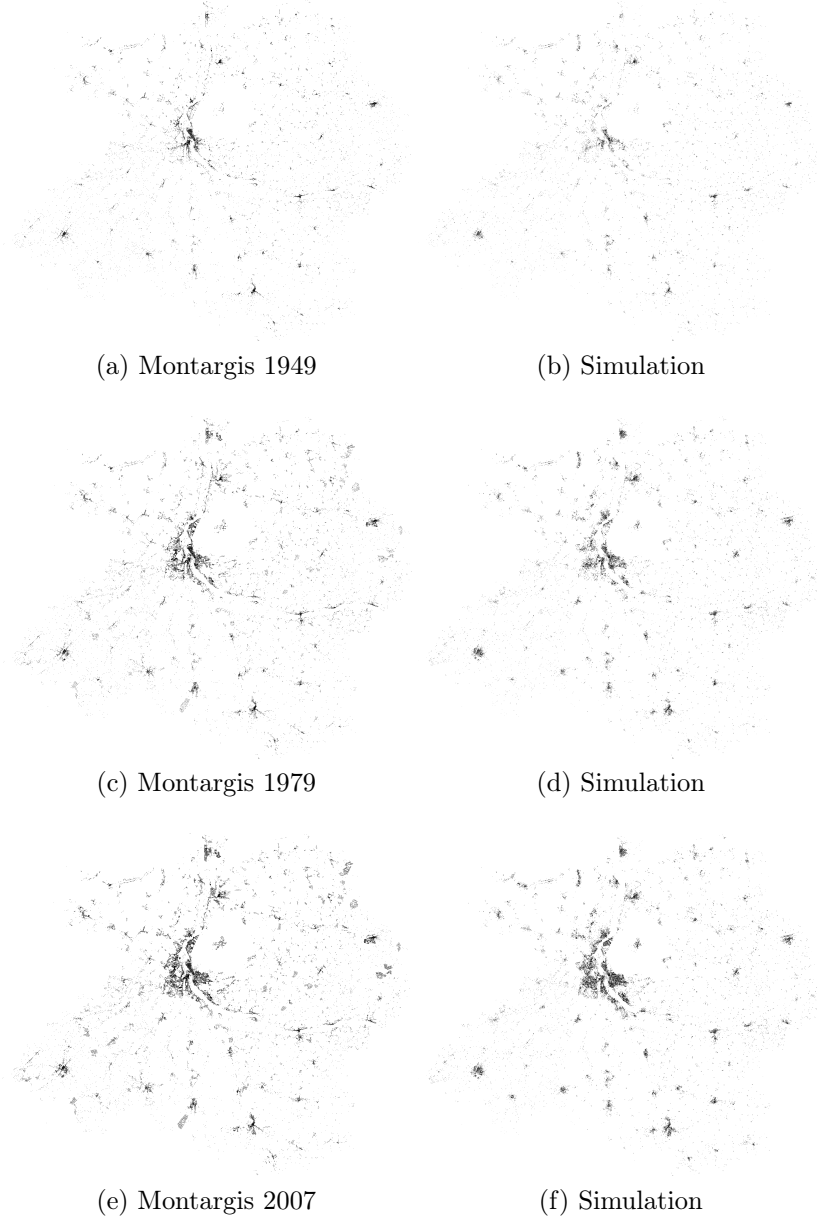 (a) Montargis 1949
(b) Simulation
(c) Montargis 1979
(d) Simulation
(e) Montargis 2007
(f) Simulation